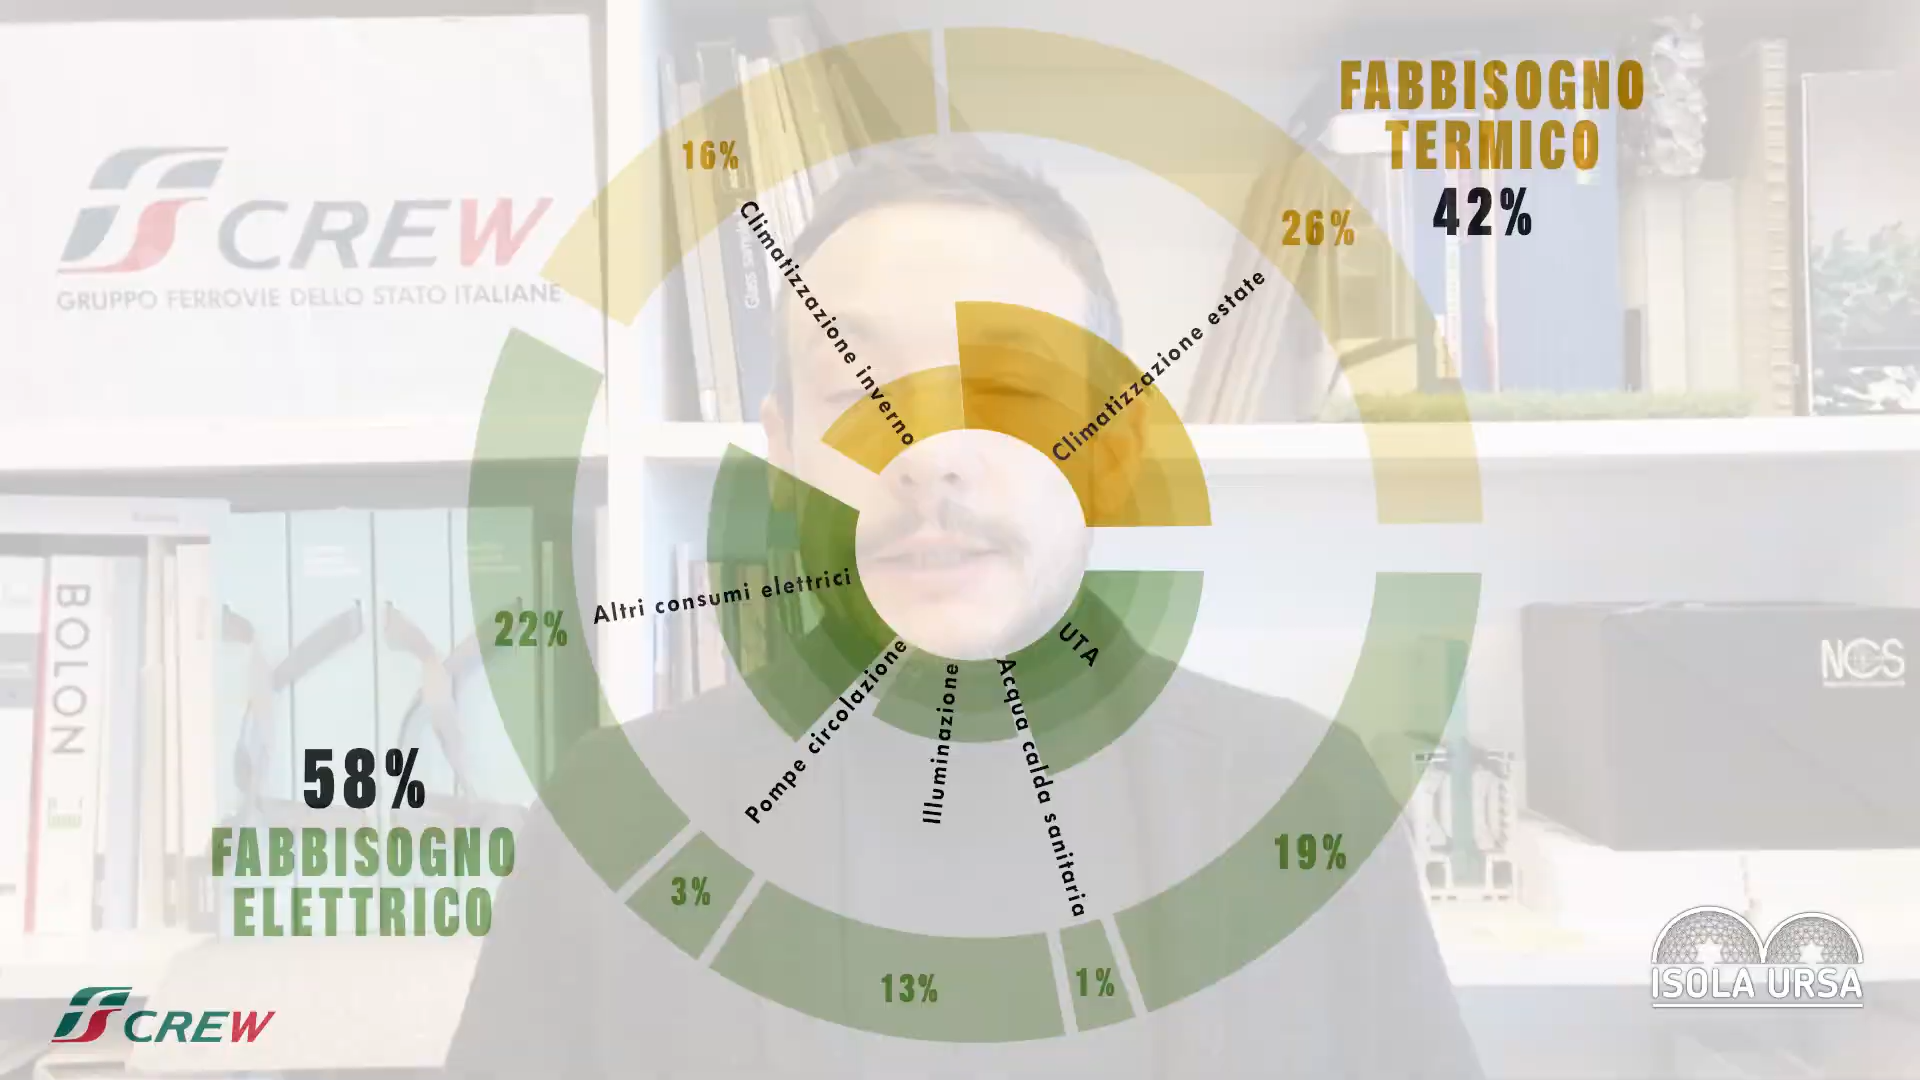 FABBISOGNO
TERMICO
42%
16%
26%
Climatizzazione inverno
Climatizzazione estate
CREW
GRUPPO FERROVIE DELLO STATO ITALIANE
BOLON
NCS
22%
Altri consumi elettrici
Pompe circolazione
Illuminazione
Acqua calda sanitaria
UTA
58%
FABBISOGNO
ELETTRICO
3%
13%
1%
19%
CREW
ISOLA URSA